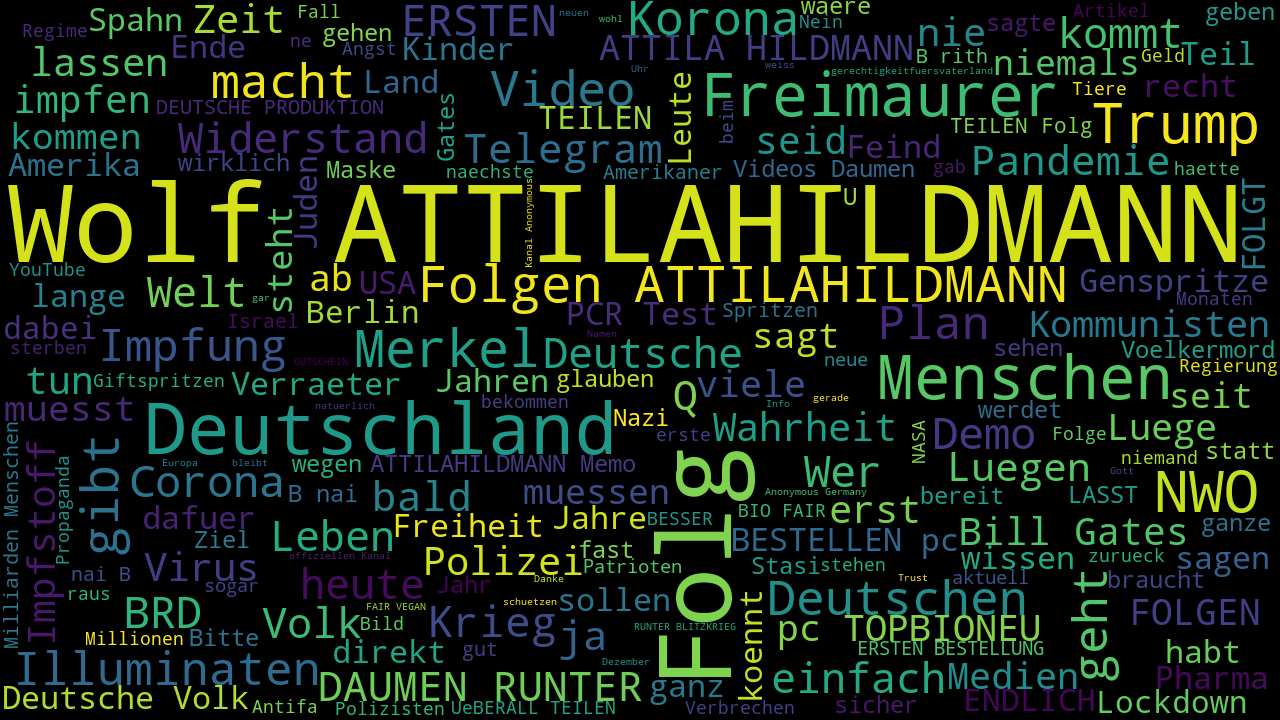 Regime Spahn Zeit Fall neuen wohl Korona waere Artikel geben
gehen ERSTEN Nein nie sagte kommt
lassen Ende ne Angst Kinder ATTILA HILDMANN B rith niemals Geld Teil
impfen macht Land Video Uhr weiss gerechtigkeitfuersvaterland Freimaurer Tiere recht
DEUTSCHE PRODUKTION Gates TEILEN Leute beim TEILEN Folg Trump
kommen Widerstand Telegram seid Feind Pandemie
Amerika wirklich Maske naechste Amerikaner Videos Daumen gab haette
Juden Kanal Anonymous U FOLGT
Wolf ATTILAHILDMANN
steht
YouTube ab USA Folgen ATTILAHILDMANN Genspritze
lange Welt gar Berlin PCR Test Spritzen Monaten
dabei Israel Namen sagt Plan Kommunisten
sterben Impfung GUTSCHEIN Merkel Deutsche neue sehen Voelkermord
tun Giftspritzen Verraeter Jahren glauben Q viele gerade Menschen Regierung seit
muesst natuerlich bekommen Nazi Info werdet
Deutschland erste Wahrheit NASA Demo Folge Luege
Milliarden Menschen Impfstoff Propaganda gibt Europa bleibt wegen ATTILAHILDMANN Memo Wer Luegen Gott niemand statt
Corona B nai bald muessen Anonymous Germany bereit LASST NWO
dafuer Leben Freiheit Jahre BESSER BIO FAIR erst ganze
Ziel offiziellen Kanal fast Folg BESTELLEN pc Bill Gates
nai B Virus sogar Polizei Patrioten Stasi stehen wissen zurueck sagen
raus heute Jahr Danke Trust aktuell braucht
BRD FAIR VEGAN schuetzen sollen Deutschen geht FOLGEN
Millionen Bitte Volk Bild Krieg ja RUNTER BLITZKRIEG koennt pc TOPBIONEU
Illuminaten direkt gut Dezember ERSTEN BESTELLUNG habt
Deutsche Volk DAUMEN RUNTER ganz einfach Medien Pharma
Antifa Polizisten UeBERALL TEILEN Verbrechen sicher ENDLICH Lockdown